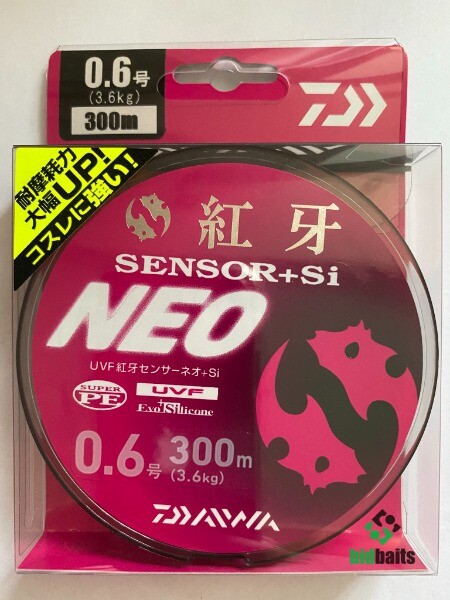 0.6号
(3.6kg)
300m
耐摩耗力
大幅UP!
コスレに強い!
紅牙
SENSOR+Si
NEO
UVF紅牙センサーネオ+Si
SUPER
PE
UVF
+Si
Exo Silicone
0.6号 300m
(3.6kg)
DAIWA
bidbaits